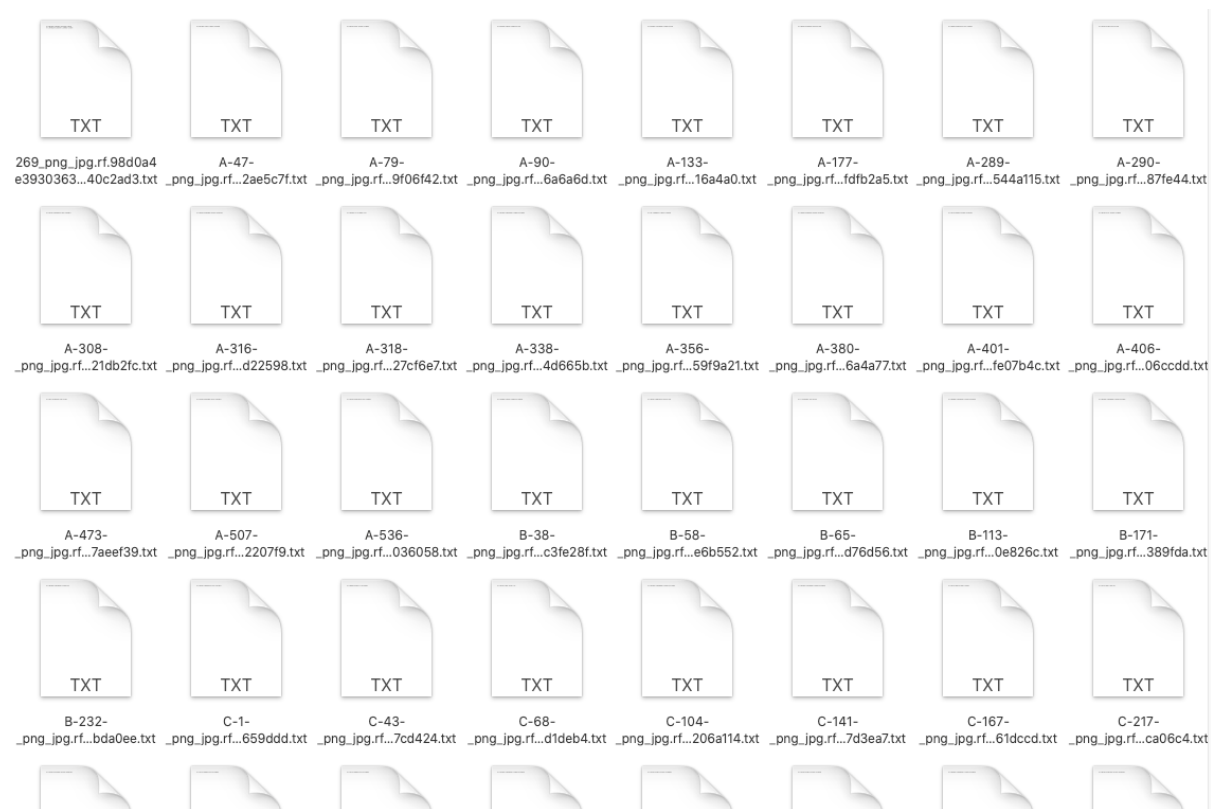 TXT TXT TXT TXT TXT TXT TXT TXT
269_png_jpg.rf.98d0a4 A-47- A-79- A-90- A-133- A-177- A-289- A-290-
e3930363...40c2ad3.txt _png_jpg.rf...2ae5c7f.txt _png_jpg.rf...9f06f42.txt _png_jpg.rf...6a6a6d.txt _png_jpg.rf...16a4a0.txt _png_jpg.rf...fdfb2a5.txt _png_jpg.rf...544a115.txt _png_jpg.rf...87fe44.txt
TXT TXT TXT TXT TXT TXT TXT TXT
A-308- A-316- A-318- A-338- A-356- A-380- A-401- A-406-
_png_jpg.rf...21db2fc.txt _png_jpg.rf...d22598.txt _png_jpg.rf...27cf6e7.txt _png_jpg.rf...4d665b.txt _png_jpg.rf...59f9a21.txt _png_jpg.rf...6a4a77.txt _png_jpg.rf...fe07b4c.txt _png_jpg.rf...06ccdd.txt
TXT TXT TXT TXT TXT TXT TXT TXT
A-473- A-507- A-536- B-38- B-58- B-65- B-113- B-171-
_png_jpg.rf...7aeef39.txt _png_jpg.rf...2207f9.txt _png_jpg.rf...036058.txt _png_jpg.rf...c3fe28f.txt _png_jpg.rf...e6b552.txt _png_jpg.rf...d76d56.txt _png_jpg.rf...0e826c.txt _png_jpg.rf...389fda.txt
TXT TXT TXT TXT TXT TXT TXT TXT
B-232- C-1- C-43- C-68- C-104- C-141- C-167- C-217-
_png_jpg.rf...bda0ee.txt _png_jpg.rf...659ddd.txt _png_jpg.rf...7cd424.txt _png_jpg.rf...d1deb4.txt _png_jpg.rf...206a114.txt _png_jpg.rf...7d3ea7.txt _png_jpg.rf...61dccd.txt _png_jpg.rf...ca06c4.txt